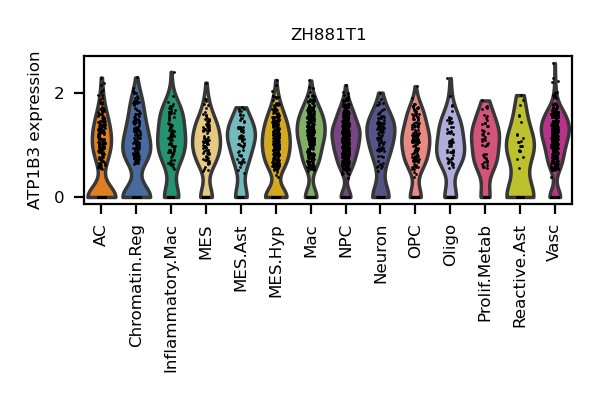 ZH881T1
ATP1B3 expression
2
0
AC
Chromatin.Reg
Inflammatory.Mac
MES
MES.Ast
MES.Hyp
Mac
NPC
Neuron
OPC
Oligo
Prolif.Metab
Reactive.Ast
Vasc